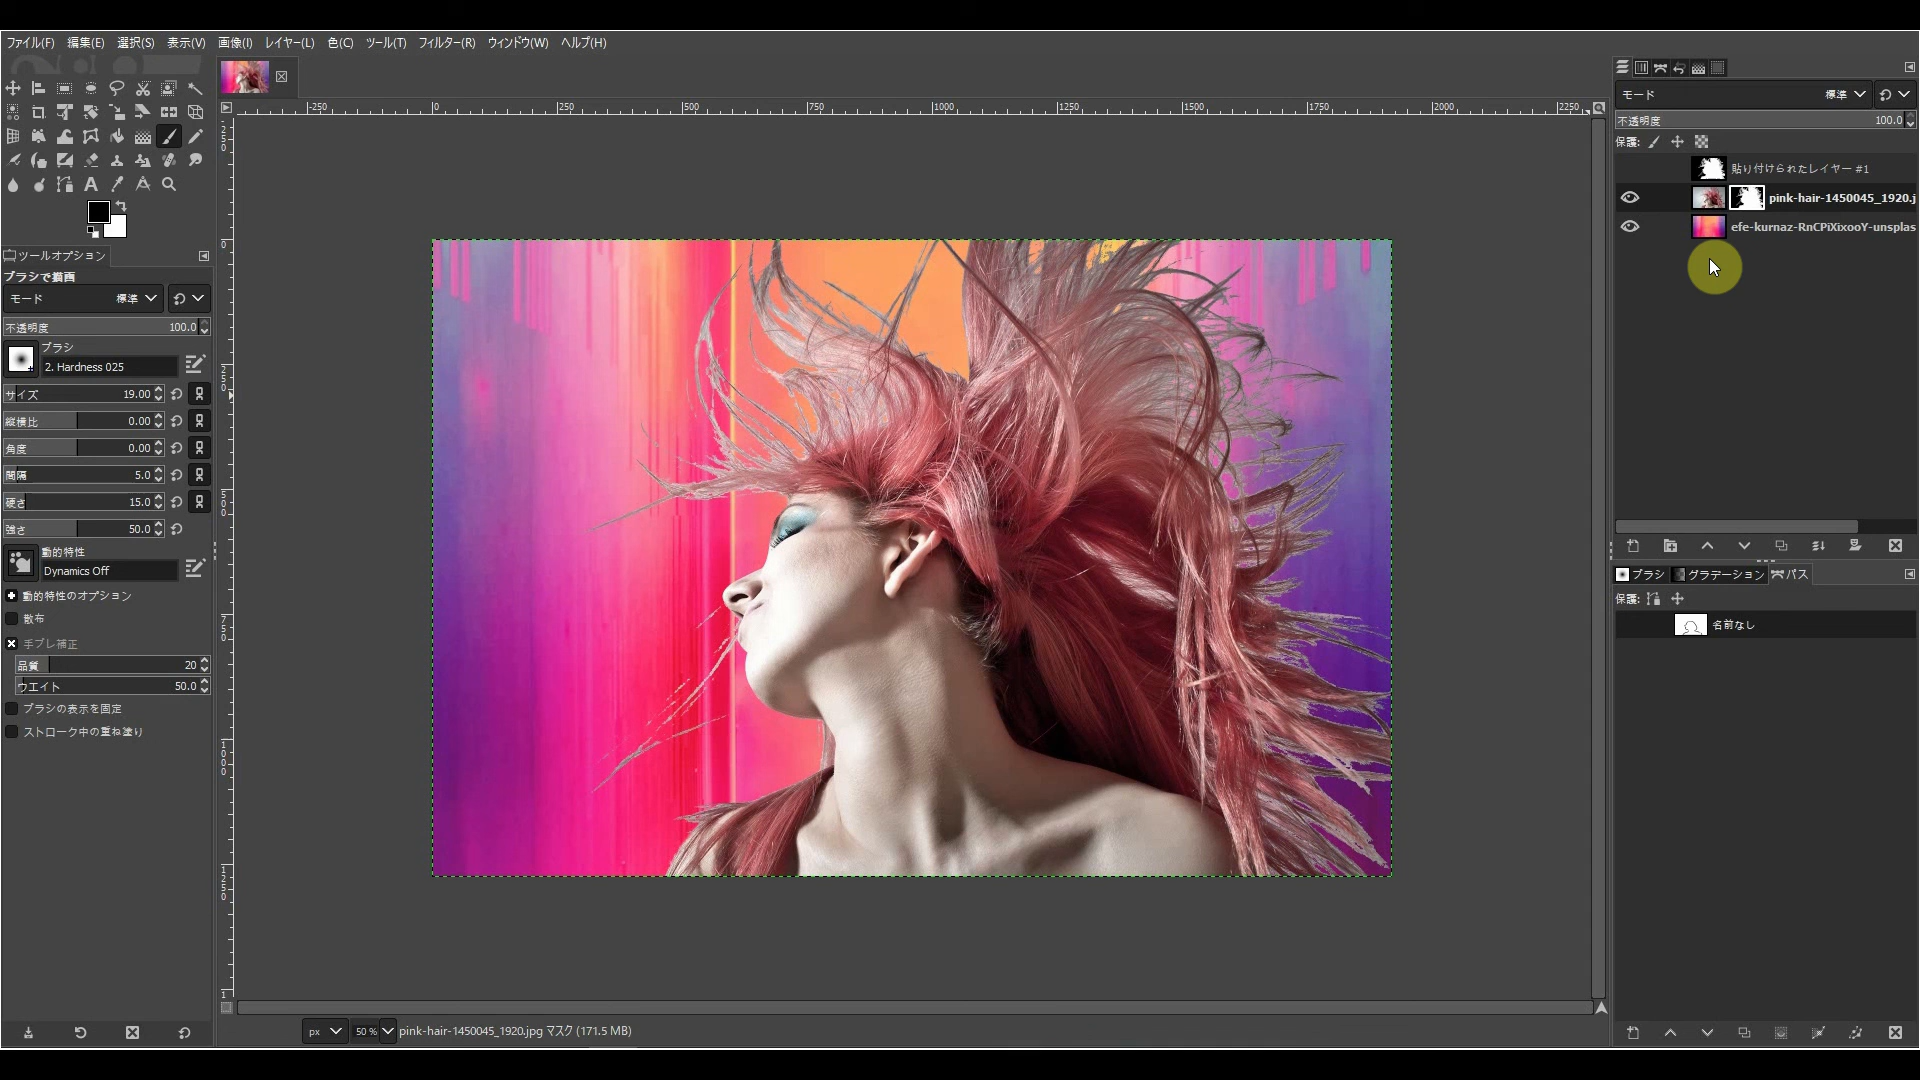 ファイル(F) 編集(E) 選択(S) 表示(V) 画像(I) レイヤー(L) 色(C) ツール(T) フィルター(R) ウィンドウ(W) ヘルプ(H)
-250 0 250 500 750 1000 1250 1500 1750 2000 2250
ツールオプション
ブラシで描画
モード 標準
不透明度 100.0
ブラシ
2. Hardness 025
サイズ 19.00
縦横比 0.00
角度 0.00
間隔 5.0
硬さ 15.0
強さ 50.0
動的特性
Dynamics Off
動的特性のオプション
散布
手ブレ補正
品質 20
ウエイト 50.0
ブラシの表示を固定
ストローク中の重ね塗り
250
0
250
500
750
1000
1250
1
px 50 % pink-hair-1450045_1920.jpg マスク (171.5 MB)
モード 標準
不透明度 100.0
保護:
貼り付けられたレイヤー #1
pink-hair-1450045_1920.j
efe-kurnaz-RnCPiXixooY-unsplas
ブラシ グラデーション パス
保護:
名前なし